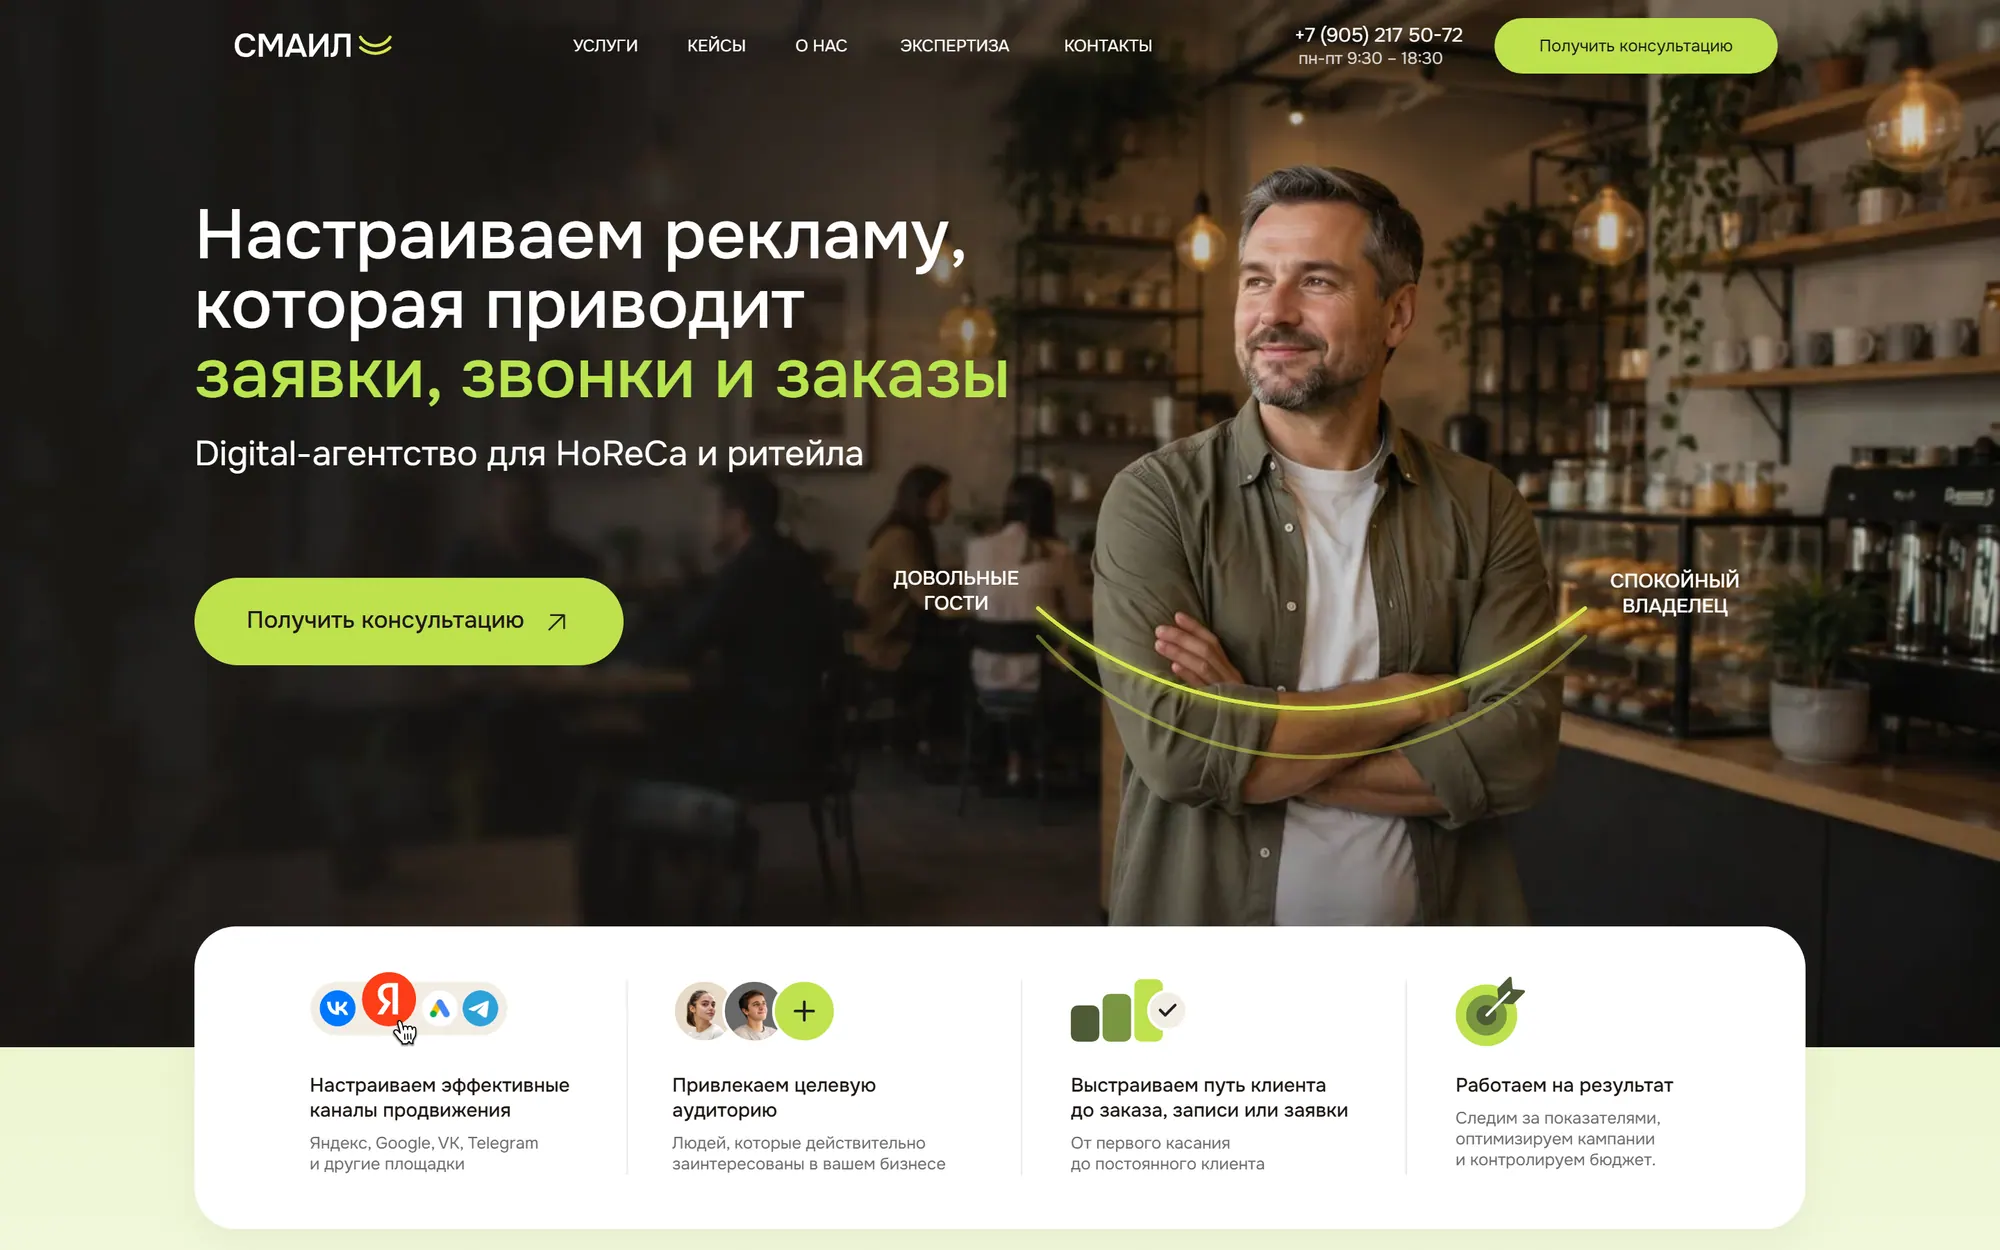 СМАИЛ
УСЛУГИ
КЕЙСЫ
О НАС
ЭКСПЕРТИЗА
КОНТАКТЫ
+7 (905) 217 50-72
пн-пт 9:30 – 18:30
Получить консультацию
Настраиваем рекламу,
которая приводит
заявки, звонки и заказы
Digital-агентство для HoReCa и ритейла
Получить консультацию
ДОВОЛЬНЫЕ
ГОСТИ
СПОКОЙНЫЙ
ВЛАДЕЛЕЦ
Я
Настраиваем эффективные
каналы продвижения
Яндекс, Google, VK, Telegram
и другие площадки
Привлекаем целевую
аудиторию
Людей, которые действительно
заинтересованы в вашем бизнесе
Выстраиваем путь клиента
до заказа, записи или заявки
От первого касания
до постоянного клиента
Работаем на результат
Следим за показателями,
оптимизируем кампании
и контролируем бюджет.